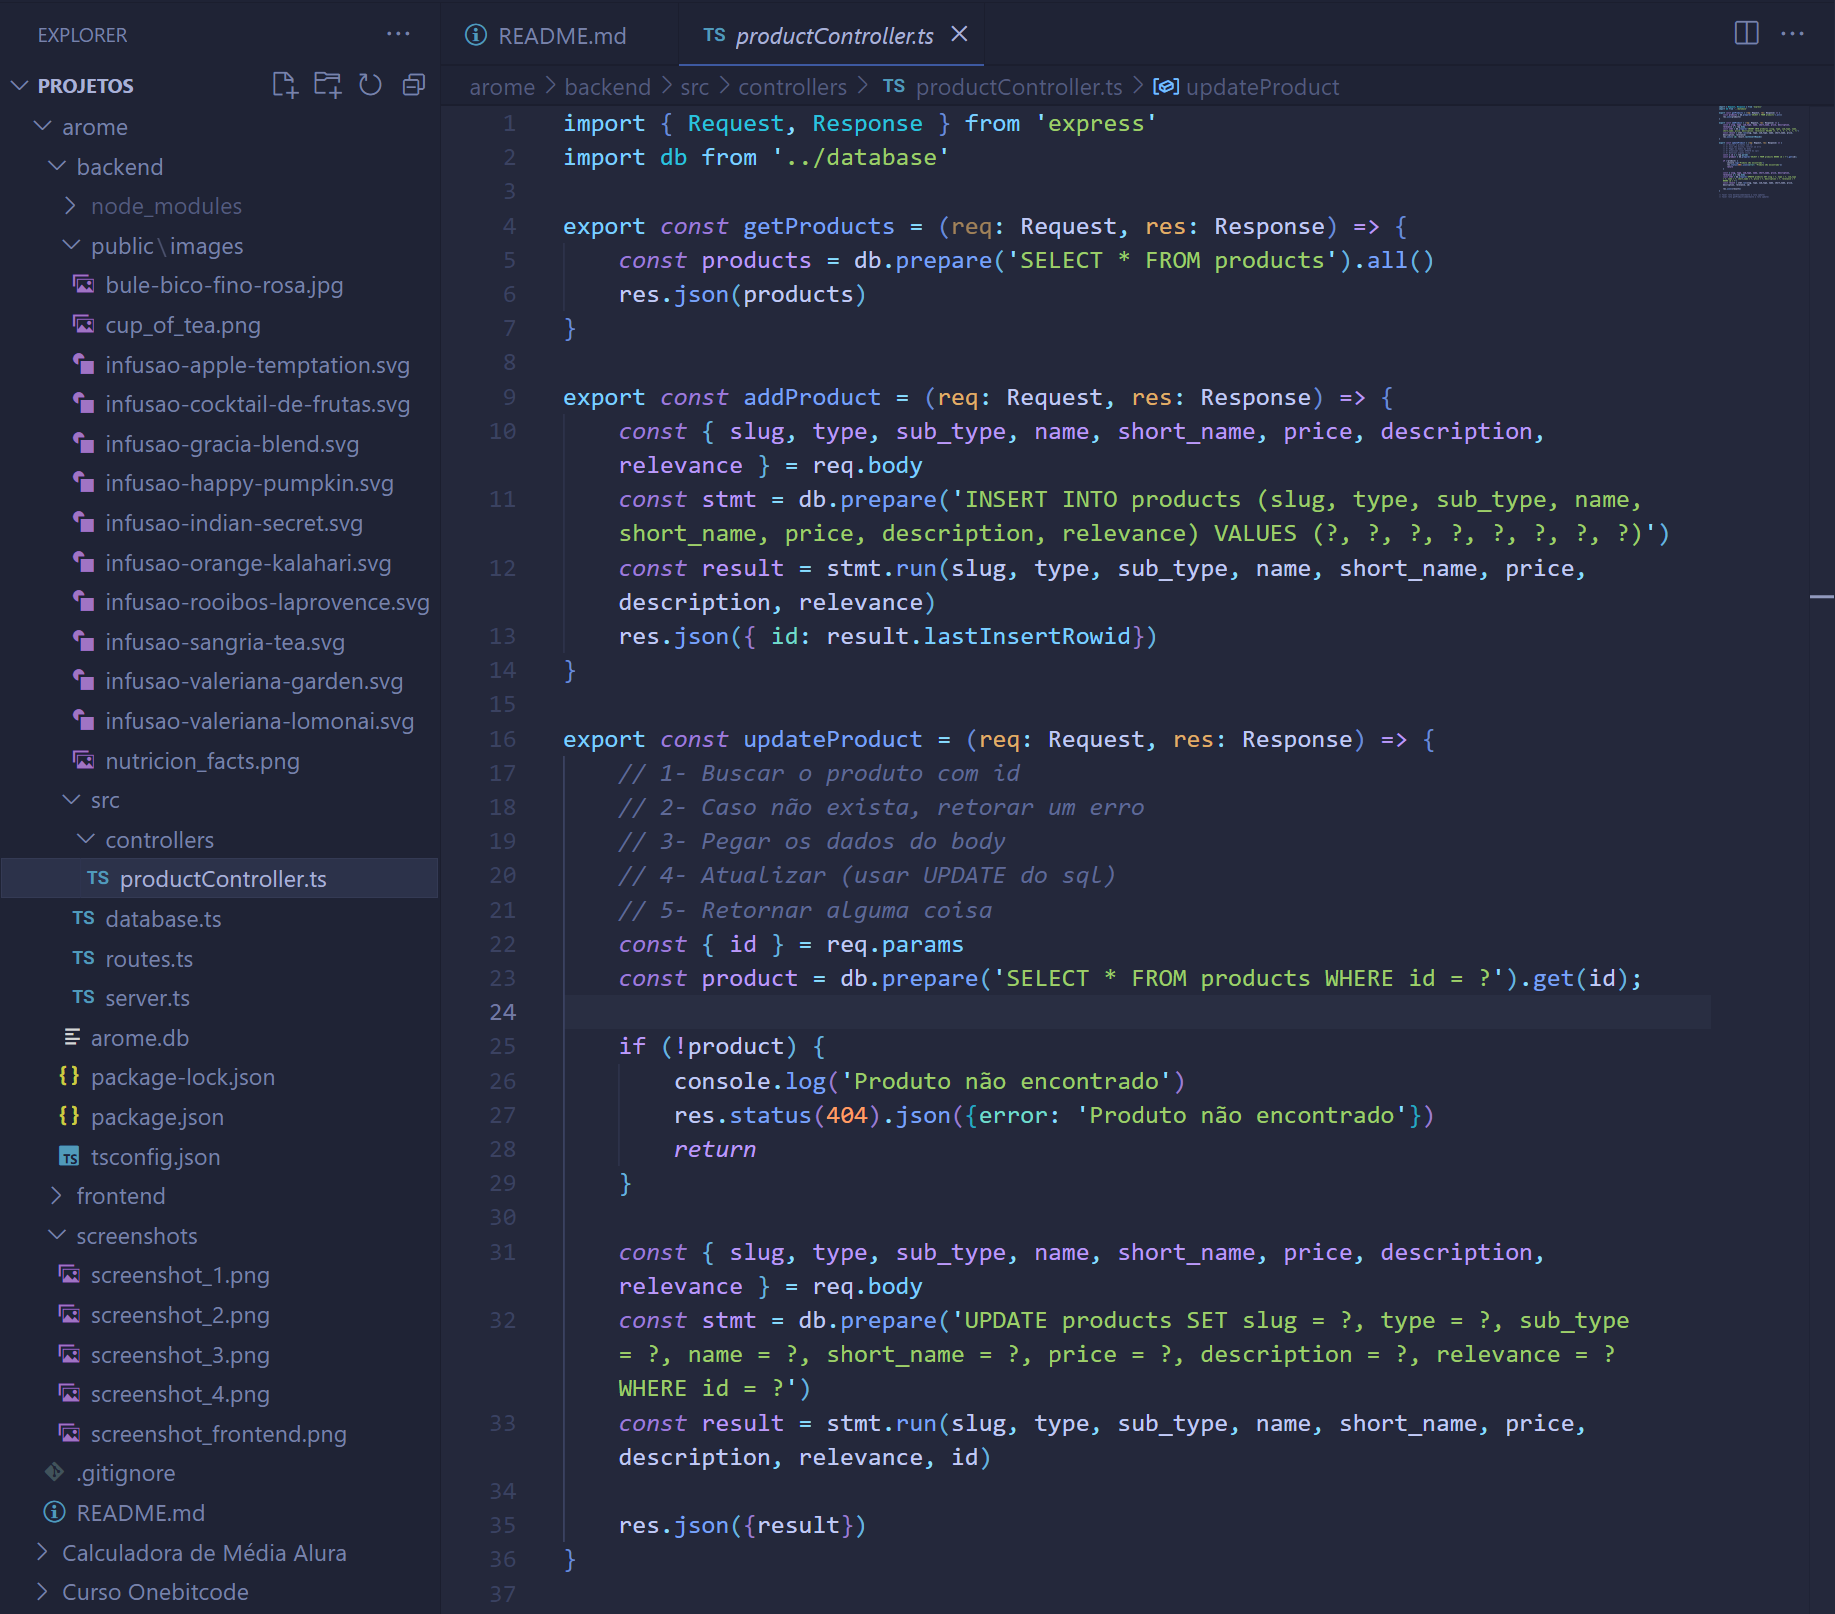 EXPLORER
PROJETOS
arome
backend
node_modules
public\images
bule-bico-fino-rosa.jpg
cup_of_tea.png
infusao-apple-temptation.svg
infusao-cocktail-de-frutas.svg
infusao-gracia-blend.svg
infusao-happy-pumpkin.svg
infusao-indian-secret.svg
infusao-orange-kalahari.svg
infusao-rooibos-laprovence.svg
infusao-sangria-tea.svg
infusao-valeriana-garden.svg
infusao-valeriana-lomonai.svg
nutricion_facts.png
src
controllers
TS productController.ts
TS database.ts
TS routes.ts
TS server.ts
arome.db
{} package-lock.json
{} package.json
TS tsconfig.json
frontend
screenshots
screenshot_1.png
screenshot_2.png
screenshot_3.png
screenshot_4.png
screenshot_frontend.png
.gitignore
README.md
Calculadora de Média Alura
Curso Onebitcode
README.md
TS productController.ts
arome > backend > src > controllers > TS productController.ts > updateProduct
1 import { Request, Response } from 'express'
2 import db from '../database'
3
4 export const getProducts = (req: Request, res: Response) => {
5 const products = db.prepare('SELECT * FROM products').all()
6 res.json(products)
7 }
8
9 export const addProduct = (req: Request, res: Response) => {
10 const { slug, type, sub_type, name, short_name, price, description,
relevance } = req.body
11 const stmt = db.prepare('INSERT INTO products (slug, type, sub_type, name,
short_name, price, description, relevance) VALUES (?, ?, ?, ?, ?, ?, ?, ?)')
12 const result = stmt.run(slug, type, sub_type, name, short_name, price,
description, relevance)
13 res.json({ id: result.lastInsertRowid})
14 }
15
16 export const updateProduct = (req: Request, res: Response) => {
17 // 1- Buscar o produto com id
18 // 2- Caso não exista, retorar um erro
19 // 3- Pegar os dados do body
20 // 4- Atualizar (usar UPDATE do sql)
21 // 5- Retornar alguma coisa
22 const { id } = req.params
23 const product = db.prepare('SELECT * FROM products WHERE id = ?').get(id);
24
25 if (!product) {
26 console.log('Produto não encontrado')
27 res.status(404).json({error: 'Produto não encontrado'})
28 return
29 }
30
31 const { slug, type, sub_type, name, short_name, price, description,
relevance } = req.body
32 const stmt = db.prepare('UPDATE products SET slug = ?, type = ?, sub_type
= ?, name = ?, short_name = ?, price = ?, description = ?, relevance = ?
WHERE id = ?')
33 const result = stmt.run(slug, type, sub_type, name, short_name, price,
description, relevance, id)
34
35 res.json({result})
36 }
37